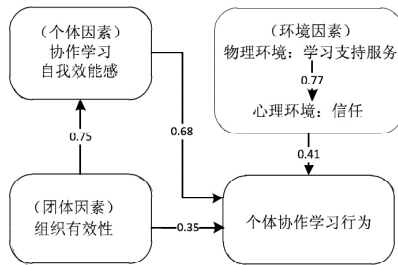 （个体因素）
协作学习
自我效能感
（环境因素）
物理环境：学习支持服务
0.77
心理环境：信任
0.75
0.68
0.41
（团体因素）
组织有效性
0.35
个体协作学习行为